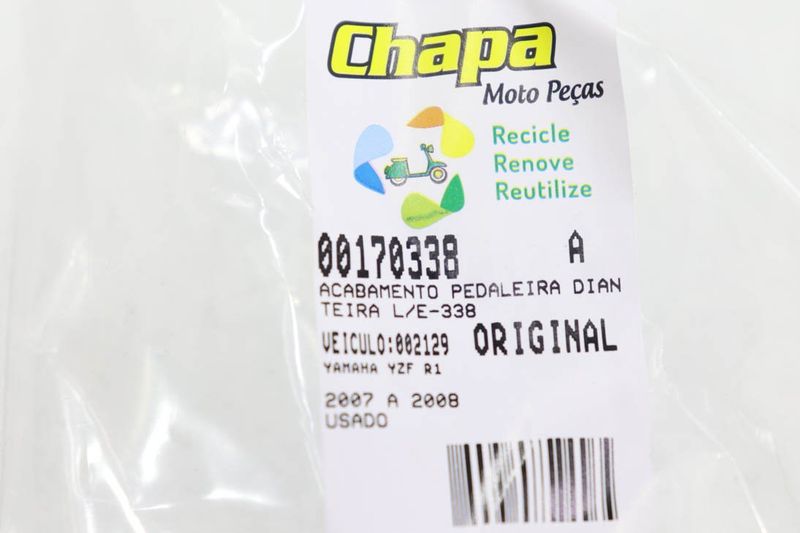 Chapa
Moto Peças
Recicle
Renove
Reutilize
00170338 A
ACABAMENTO PEDALEIRA DIAN
TEIRA L/E-338
VEICULO:002129 ORIGINAL
YAMAHA YZF R1
2007 A 2008
USADO